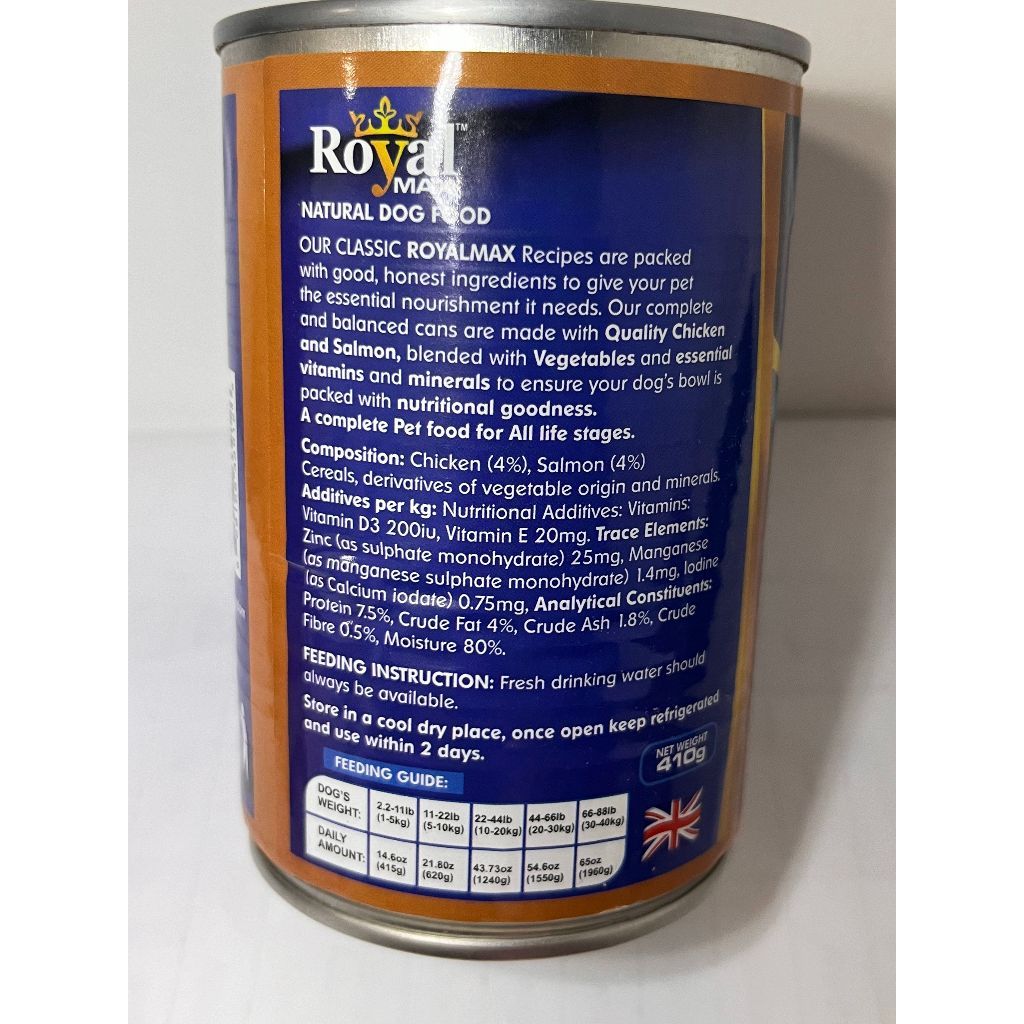 Royal™
MAX
NATURAL DOG FOOD
OUR CLASSIC ROYALMAX Recipes are packed
with good, honest ingredients to give your pet
the essential nourishment it needs. Our complete
and balanced cans are made with Quality Chicken
and Salmon, blended with Vegetables and essential
vitamins and minerals to ensure your dog's bowl is
packed with nutritional goodness.
A complete Pet food for All life stages.
Composition: Chicken (4%), Salmon (4%)
Cereals, derivatives of vegetable origin and minerals.
Additives per kg: Nutritional Additives: Vitamins:
Vitamin D3 200iu, Vitamin E 20mg. Trace Elements:
Zinc (as sulphate monohydrate) 25mg, Manganese
(as manganese sulphate monohydrate) 1.4mg, Iodine
(as Calcium iodate) 0.75mg, Analytical Constituents:
Protein 7.5%, Crude Fat 4%, Crude Ash 1.8%, Crude
Fibre 0.5%, Moisture 80%.
FEEDING INSTRUCTION: Fresh drinking water should
always be available.
Store in a cool dry place, once open keep refrigerated
and use within 2 days.
NET WEIGHT
410g
FEEDING GUIDE:
DOG'S WEIGHT: 2.2-11lb (1-5kg) 11-22lb (5-10kg) 22-44lb (10-20kg) 44-66lb (20-30kg) 66-88lb (30-40kg)
DAILY AMOUNT: 14.6oz (415g) 21.80z (620g) 43.73oz (1240g) 54.6oz (1550g) 65oz (1960g)